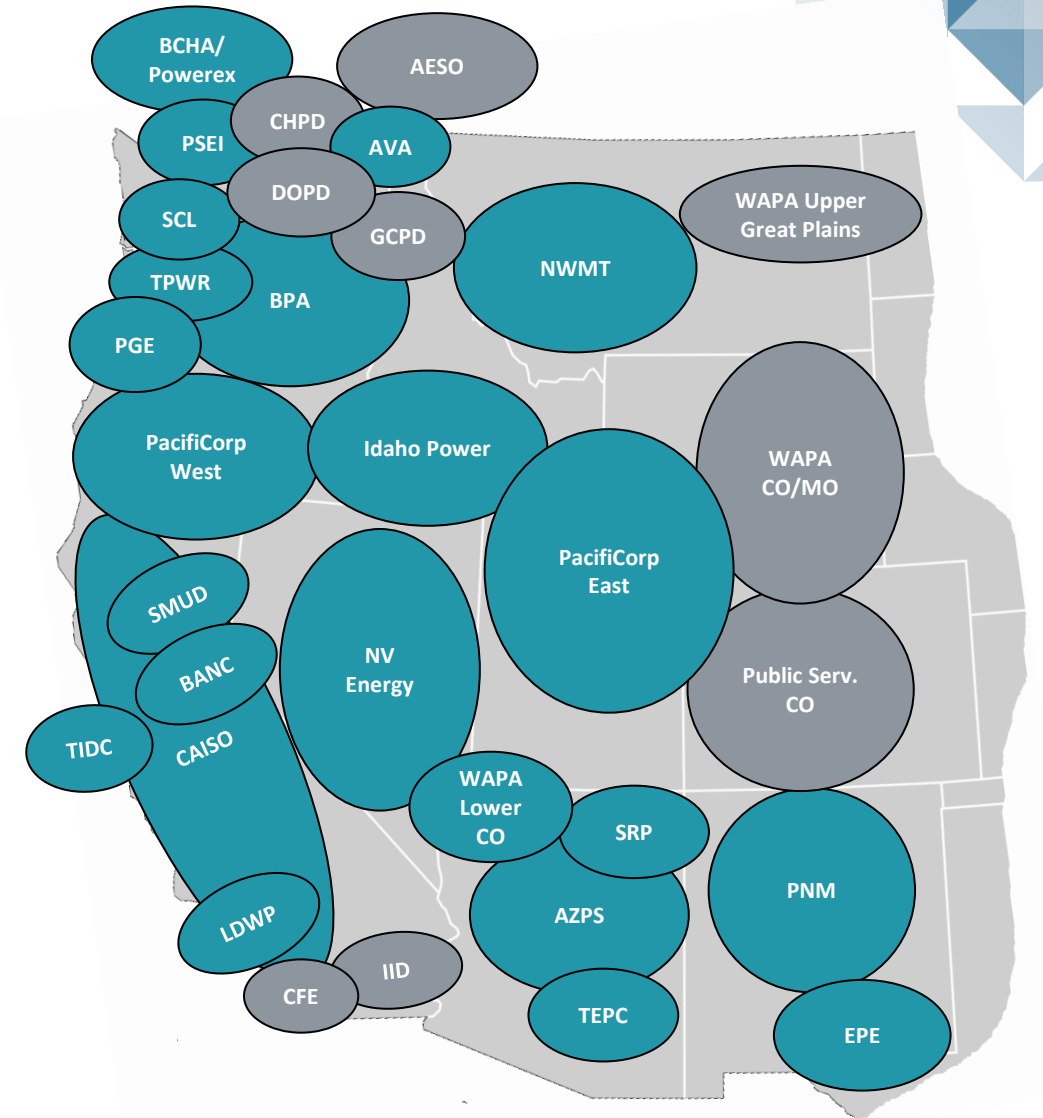 BCHA/
Powerex
AESO
CHPD
PSEI
AVA
DOPD
SCL
GCPD
WAPA Upper
Great Plains
NWMT
TPWR
BPA
PGE
PacifiCorp
West
Idaho Power
WAPA
CO/MO
PacifiCorp
East
SMUD
BANC
NV
Energy
Public Serv.
CO
TIDC
CAISO
WAPA
Lower
CO
SRP
PNM
AZPS
LDWP
IID
CFE
TEPC
EPE